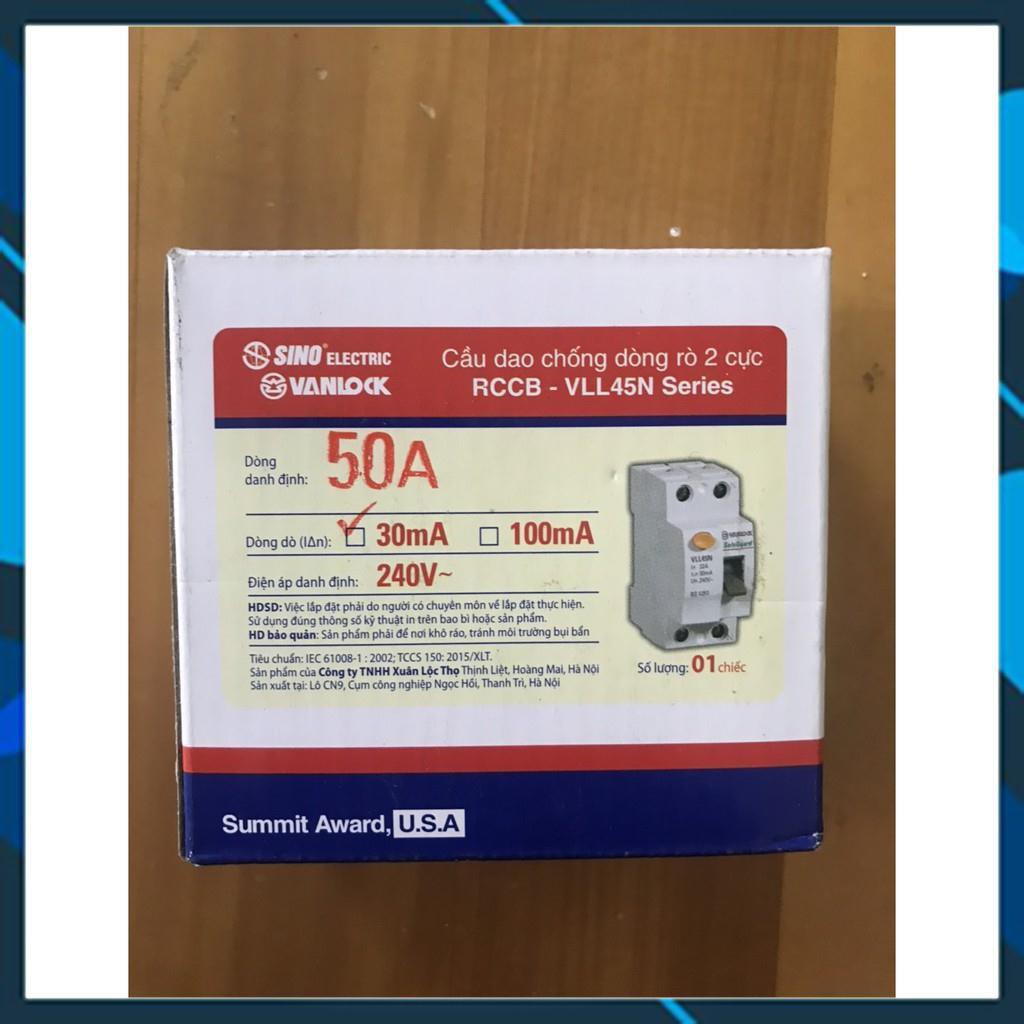 SINO® ELECTRIC
VANLOCK
Cầu dao chống dòng rò 2 cực
RCCB - VLL45N Series
Dòng danh định: 50A
Dòng dò (IΔn): 30mA 100mA
Điện áp danh định: 240V~
HDSD: Việc lắp đặt phải do người có chuyên môn về lắp đặt thực hiện.
Sử dụng đúng thông số kỹ thuật in trên bao bì hoặc sản phẩm.
HD bảo quản: Sản phẩm phải để nơi khô ráo, tránh môi trường bụi bẩn
Tiêu chuẩn: IEC 61008-1 : 2002; TCCS 150: 2015/XLT.
Sản phẩm của Công ty TNHH Xuân Lộc Thọ Thịnh Liệt, Hoàng Mai, Hà Nội
Sản xuất tại: Lô CN9, Cụm công nghiệp Ngọc Hồi, Thanh Trì, Hà Nội
VANLOCK
VLL45N
Số lượng: 01 chiếc
Summit Award, U.S.A